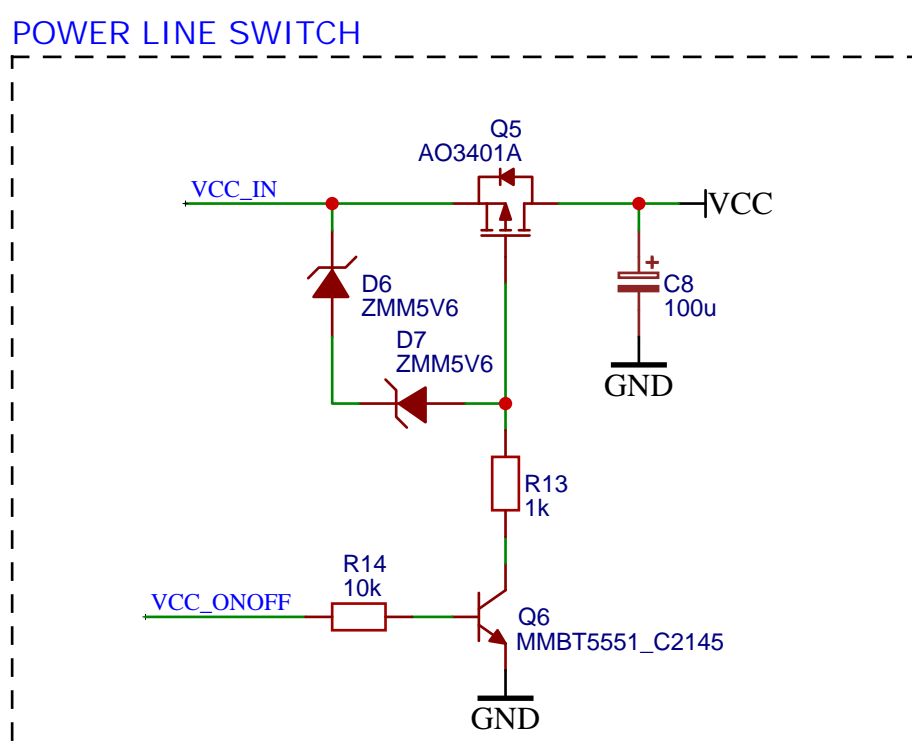 POWER LINE SWITCH
Q5
AO3401A
VCC_IN
VCC
D6
ZMM5V6
C8
100u
D7
ZMM5V6
GND
R13
1k
R14
10k
VCC_ONOFF
Q6
MMBT5551_C2145
GND